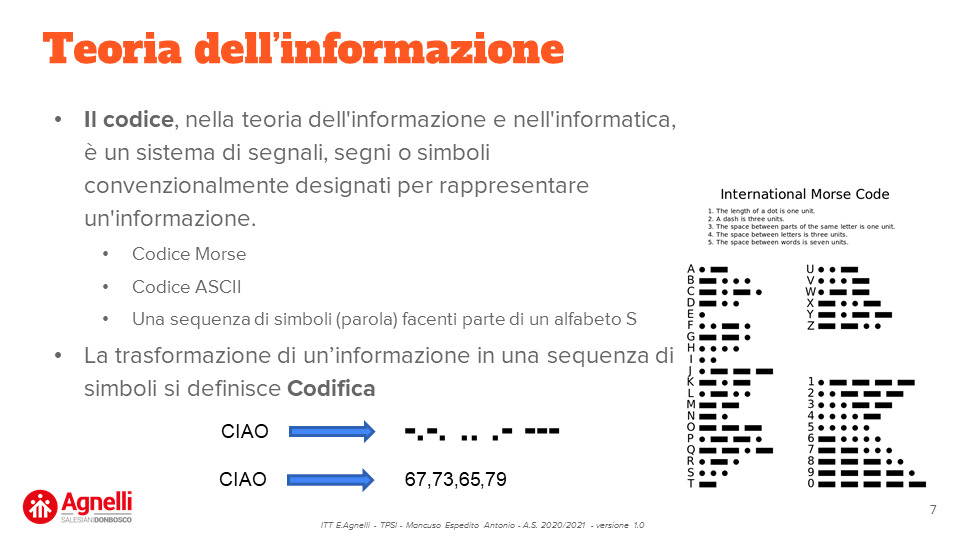 Teoria dell'informazione
• Il codice, nella teoria dell'informazione e nell'informatica,
è un sistema di segnali, segni o simboli
convenzionalmente designati per rappresentare
un'informazione.
• Codice Morse
• Codice ASCII
• Una sequenza di simboli (parola) facenti parte di un alfabeto S
• La trasformazione di un’informazione in una sequenza di
simboli si definisce Codifica
CIAO -.-. .. .- ---
CIAO 67,73,65,79
International Morse Code
1. The length of a dot is one unit.
2. A dash is three units.
3. The space between parts of the same letter is one unit.
4. The space between letters is three units.
5. The space between words is seven units.
A
B
C
D
E
F
G
H
I
J
K
L
M
N
O
P
Q
R
S
T
U
V
W
X
Y
Z
1
2
3
4
5
6
7
8
9
0
Agnelli
SALESIANIDONBOSCO
ITT E.Agnelli - TPSI - Mancuso Espedito Antonio - A.S. 2020/2021 - versione 1.0
7